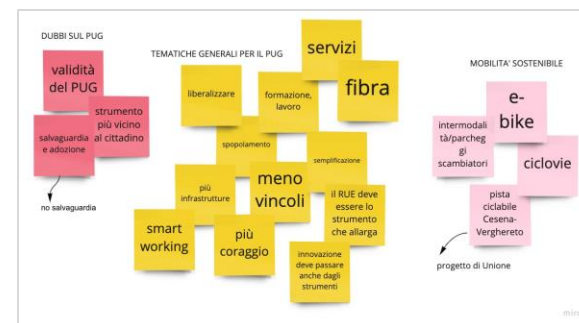 DUBBI SUL PUG
validità
del PUG
strumento
più vicino
al cittadino
salvaguardia
e adozione
no salvaguardia
TEMATICHE GENERALI PER IL PUG
servizi
liberalizzare
formazione,
lavoro
fibra
spopolamento
semplificazione
più
infrastrutture
meno
vincoli
il RUE deve
essere lo
strumento
che allarga
smart
working
più
coraggio
innovazione
deve passare
anche dagli
strumenti
MOBILITA' SOSTENIBILE
e-
bike
intermodali
tà/parcheg
gi
scambiatori
ciclovie
pista
ciclabile
Cesena-
Verghereto
progetto di Unione